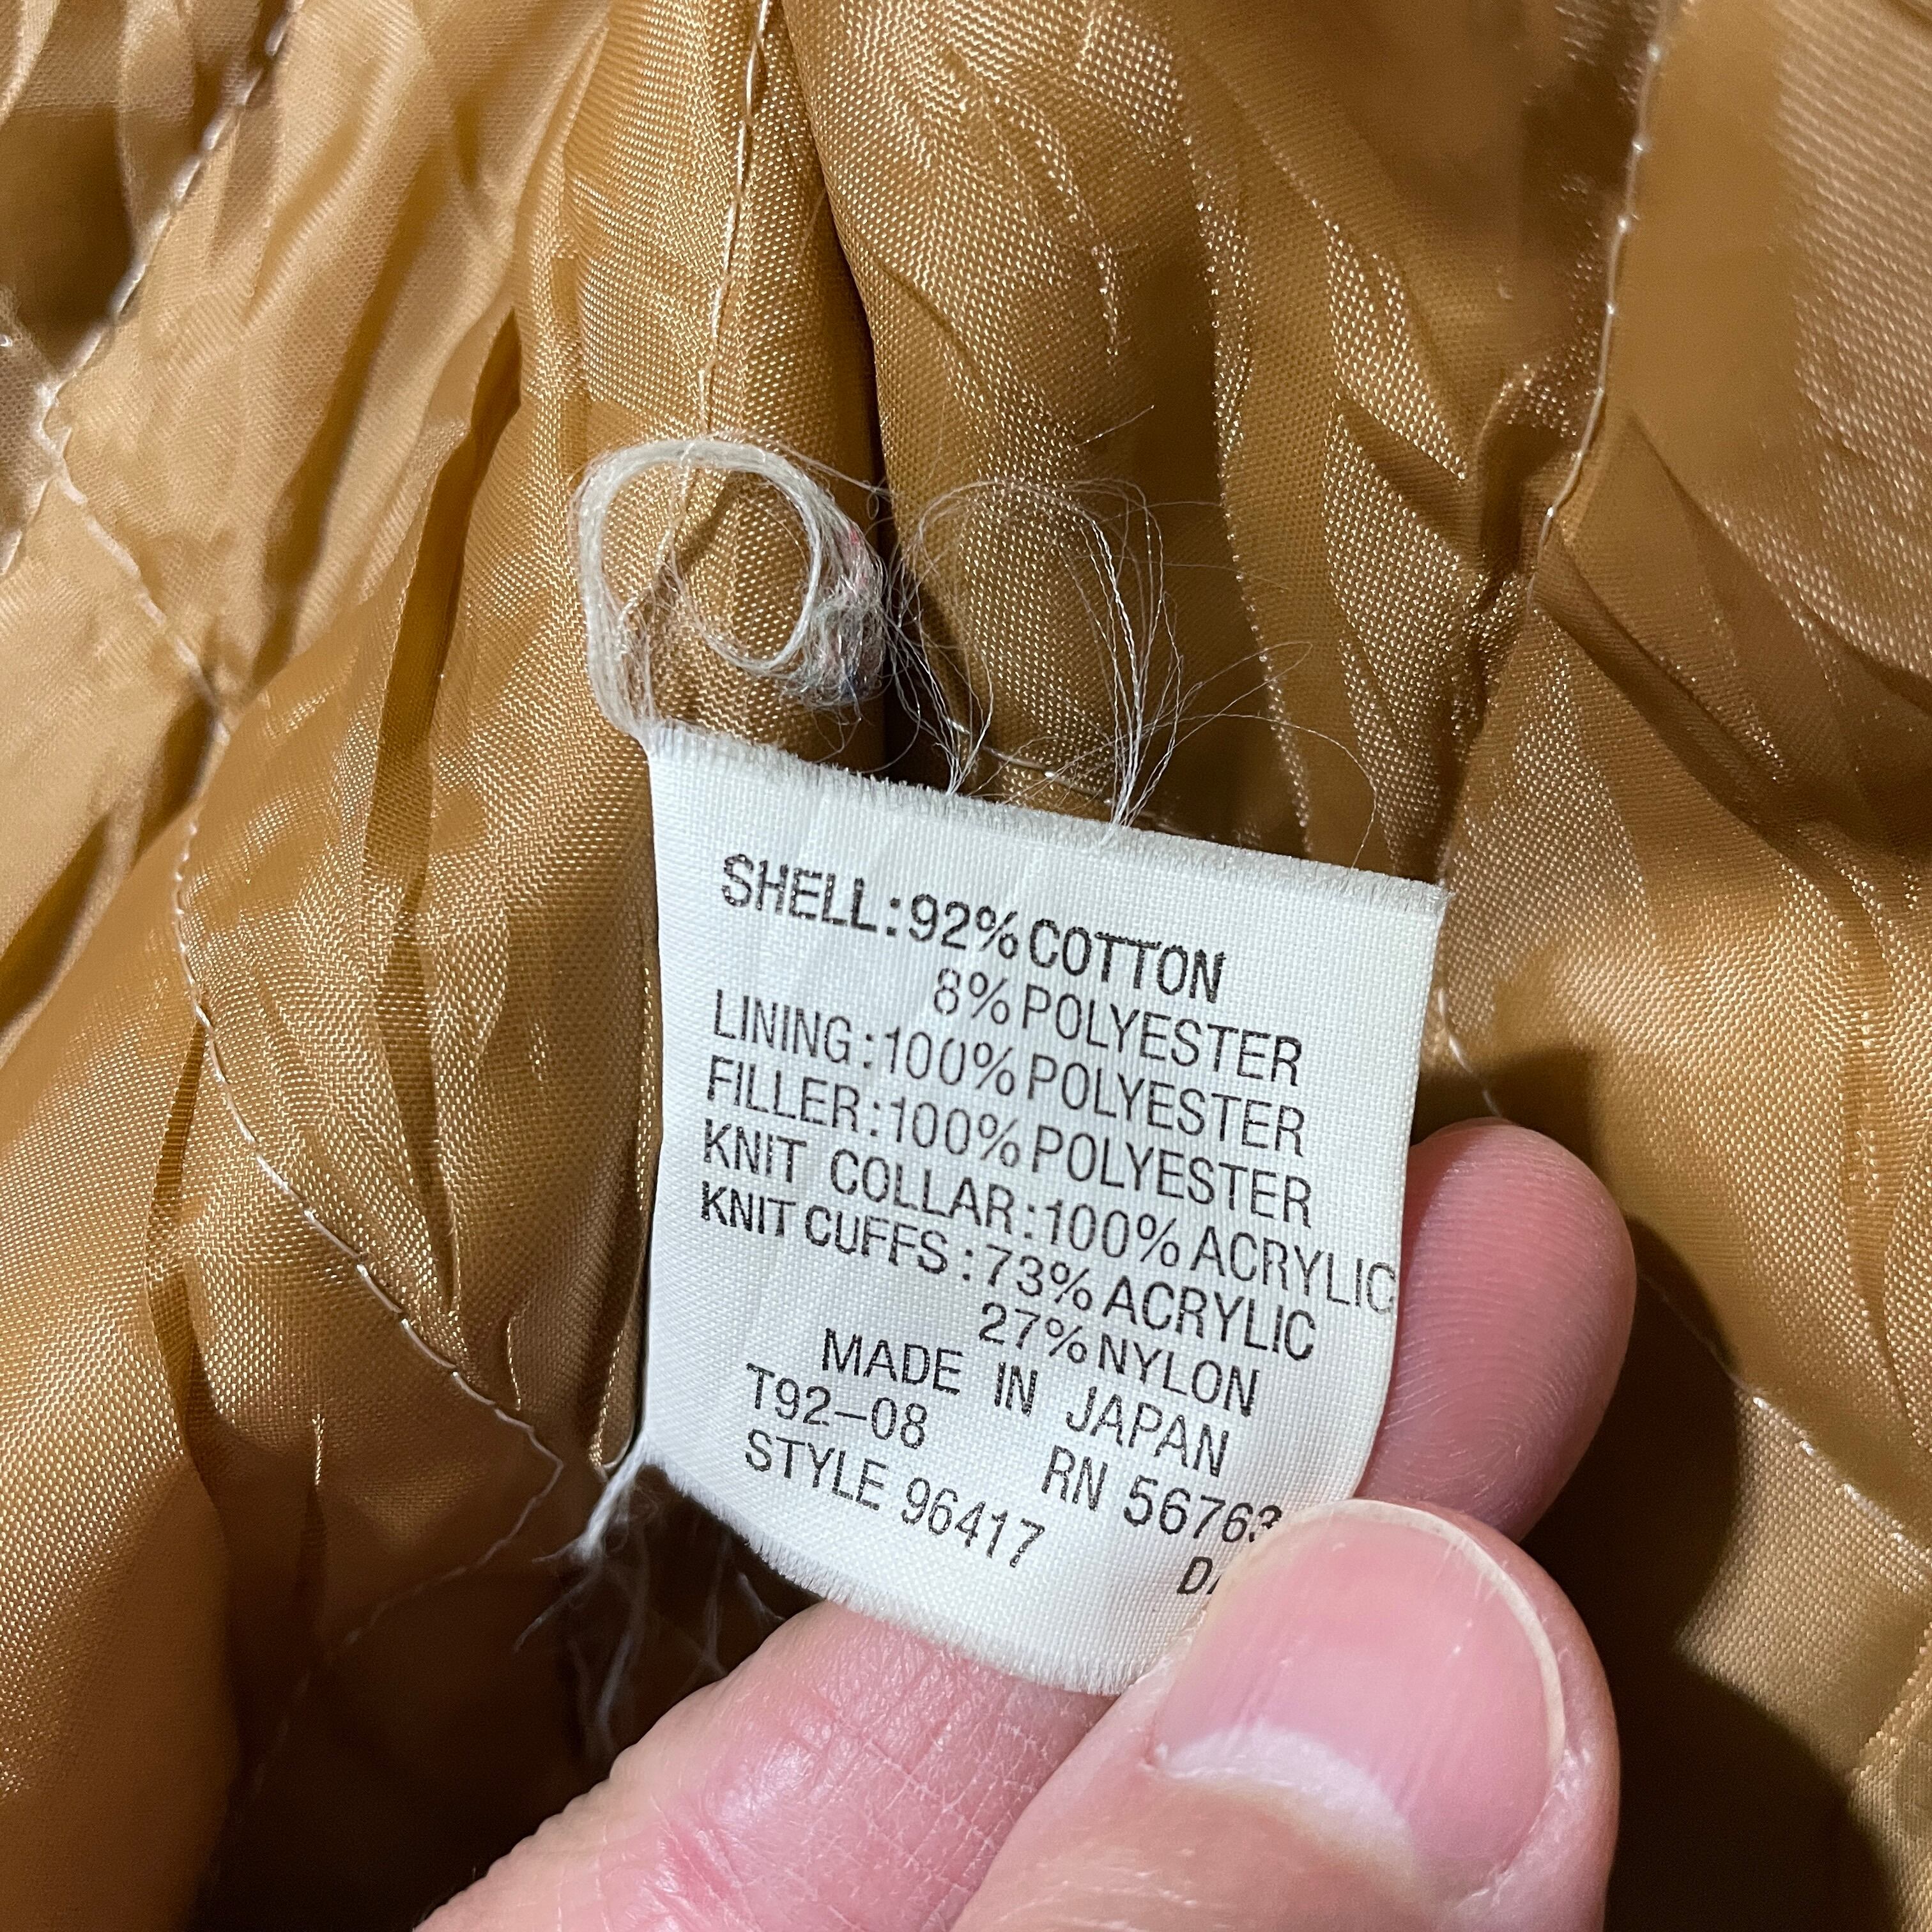 SHELL:92% COTTON
8% POLYESTER
LINING:100% POLYESTER
FILLER:100% POLYESTER
KNIT COLLAR:100% ACRYLIC
KNIT CUFFS:73% ACRYLIC
27% NYLON
MADE IN JAPAN
T92-08 RN 56763
STYLE 96417